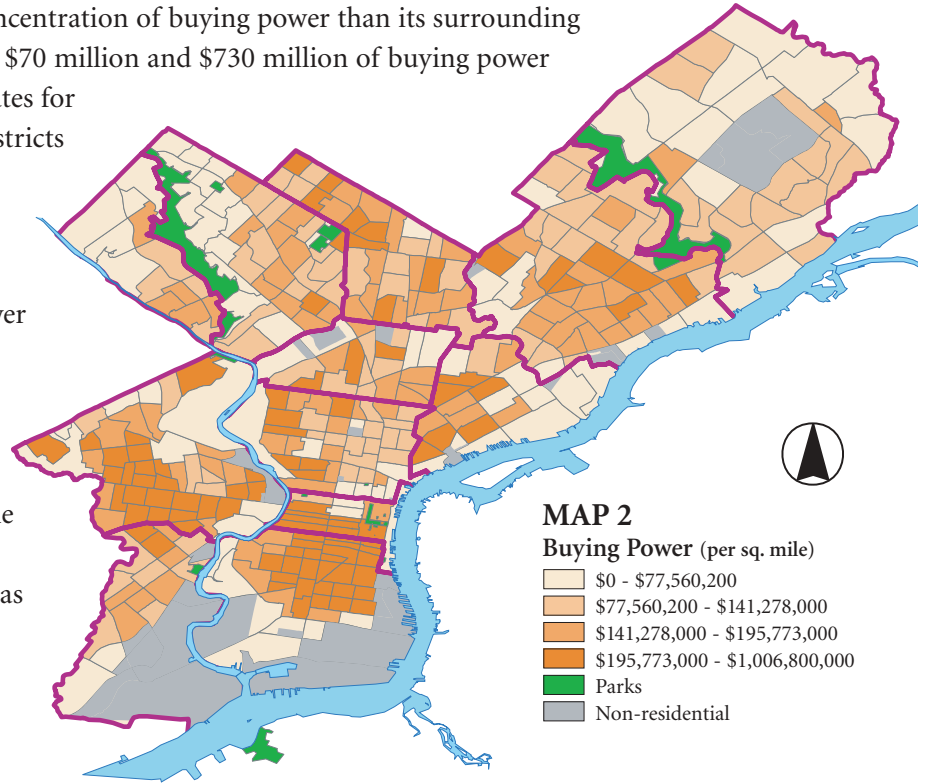 ncentration of buying power than its surrounding
$70 million and $730 million of buying power
tes for
stricts
ver
e
as
MAP 2
Buying Power (per sq. mile)
$0 - $77,560,200
$77,560,200 - $141,278,000
$141,278,000 - $195,773,000
$195,773,000 - $1,006,800,000
Parks
Non-residential